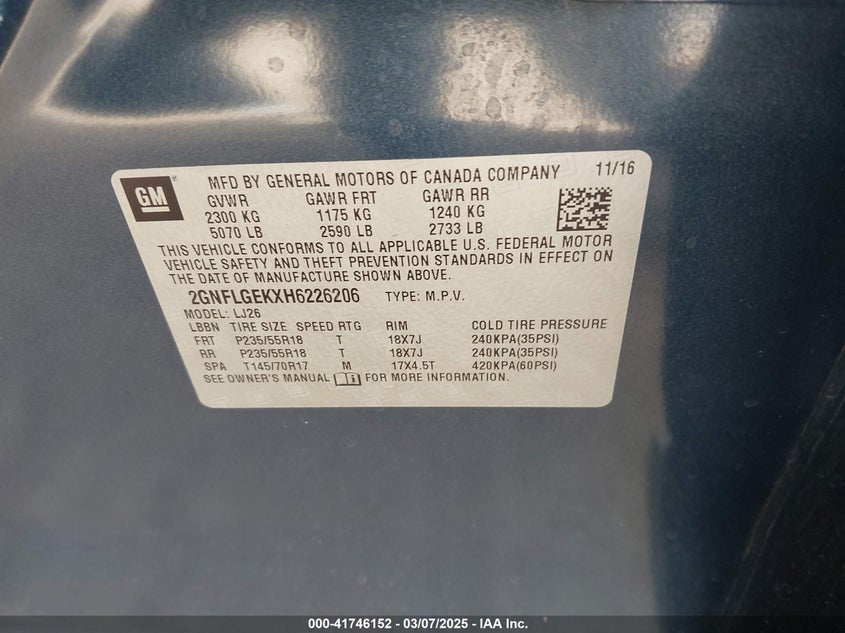 GM
MFD BY GENERAL MOTORS OF CANADA COMPANY 11/16
GVWR GAWR FRT GAWR RR
2300 KG 1175 KG 1240 KG
5070 LB 2590 LB 2733 LB
THIS VEHICLE CONFORMS TO ALL APPLICABLE U.S. FEDERAL MOTOR
VEHICLE SAFETY AND THEFT PREVENTION STANDARDS IN EFFECT ON
THE DATE OF MANUFACTURE SHOWN ABOVE.
2GNFLGEKXH6226206 TYPE: M.P.V.
MODEL: LJ26
LBBN TIRE SIZE SPEED RTG RIM COLD TIRE PRESSURE
FRT P235/55R18 T 18X7J 240KPA(35PSI)
RR P235/55R18 T 18X7J 240KPA(35PSI)
SPA T145/70R17 M 17X4.5T 420KPA(60PSI)
SEE OWNER'S MANUAL FOR MORE INFORMATION.
000-41746152 - 03/07/2025 - IAA Inc.